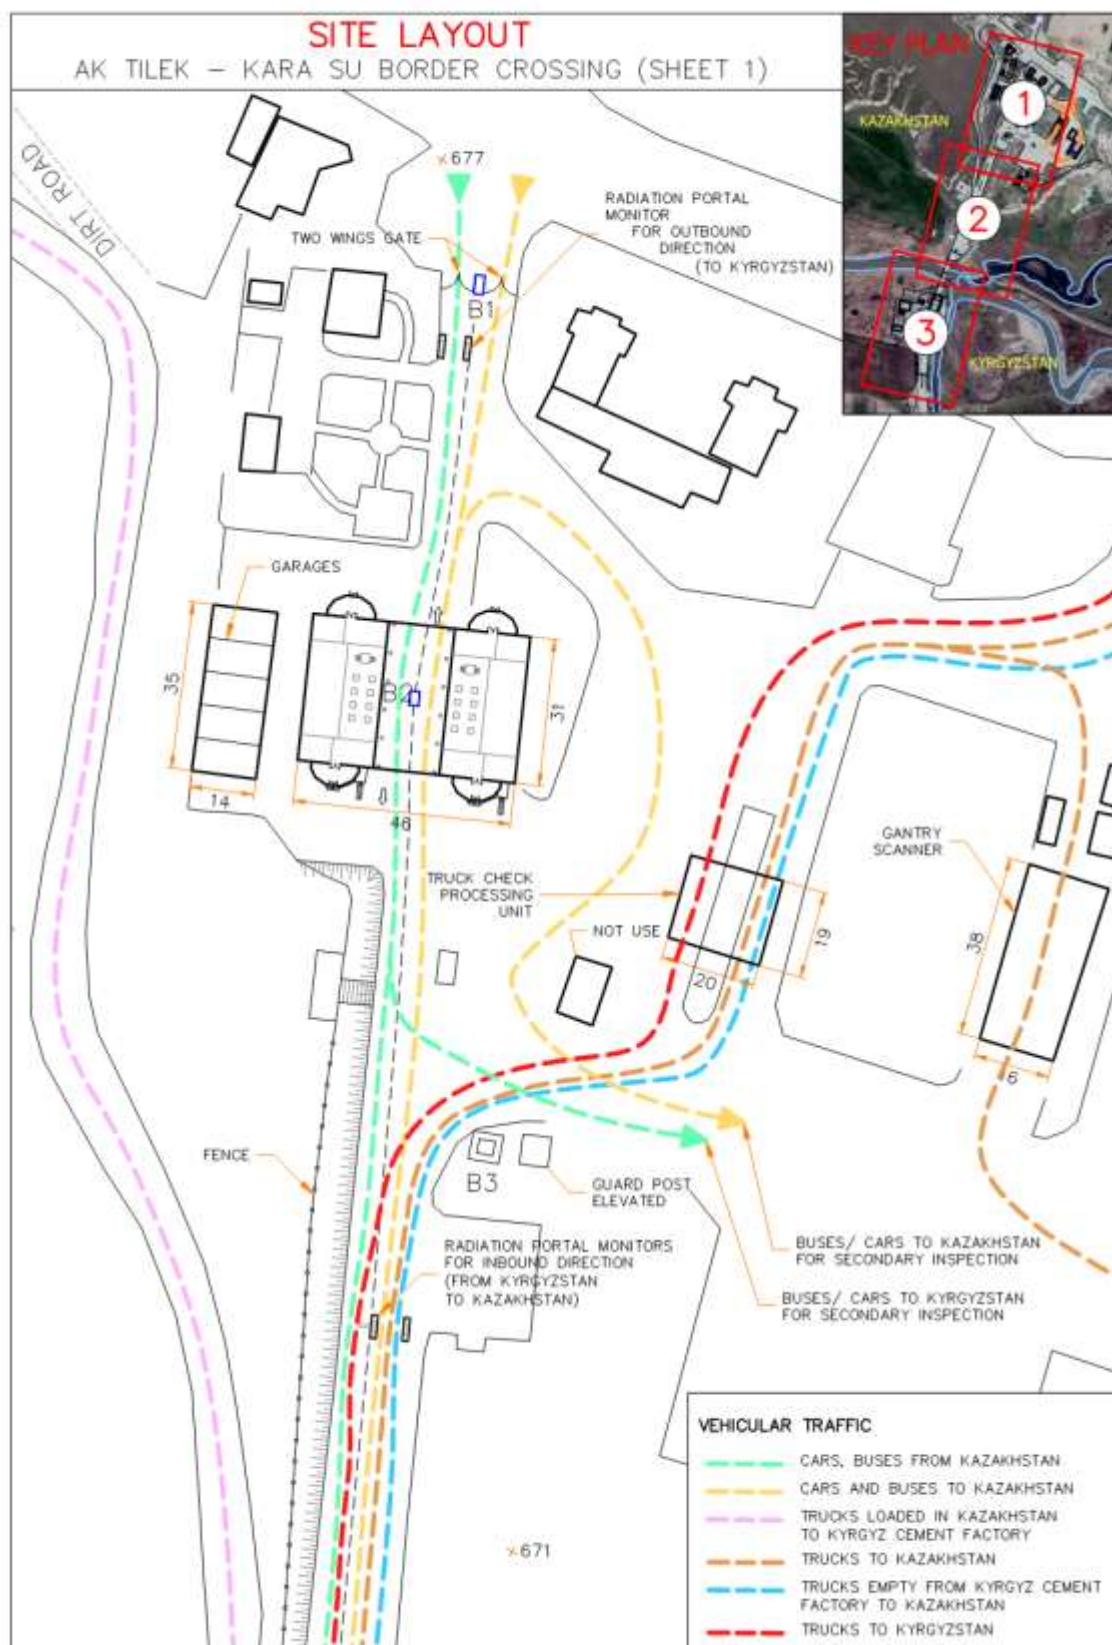 SITE LAYOUT
AK TILEK – KARA SU BORDER CROSSING (SHEET 1)
KEY PLAN
KAZAKHSTAN
1
2
3
KYRGYZSTAN
DIRT ROAD
×677
RADIATION PORTAL
MONITOR
FOR OUTBOUND
DIRECTION
(TO KYRGYZSTAN)
TWO WINGS GATE
B1
GARAGES
35
14
B2
31
46
TRUCK CHECK
PROCESSING
UNIT
NOT USE
20
19
GANTRY
SCANNER
38
6
FENCE
B3
GUARD POST
ELEVATED
RADIATION PORTAL MONITORS
FOR INBOUND DIRECTION
(FROM KYRGYZSTAN
TO KAZAKHSTAN)
BUSES/ CARS TO KAZAKHSTAN
FOR SECONDARY INSPECTION
BUSES/ CARS TO KYRGYZSTAN
FOR SECONDARY INSPECTION
×671
VEHICULAR TRAFFIC
CARS, BUSES FROM KAZAKHSTAN
CARS AND BUSES TO KAZAKHSTAN
TRUCKS LOADED IN KAZAKHSTAN
TO KYRGYZ CEMENT FACTORY
TRUCKS TO KAZAKHSTAN
TRUCKS EMPTY FROM KYRGYZ CEMENT
FACTORY TO KAZAKHSTAN
TRUCKS TO KYRGYZSTAN